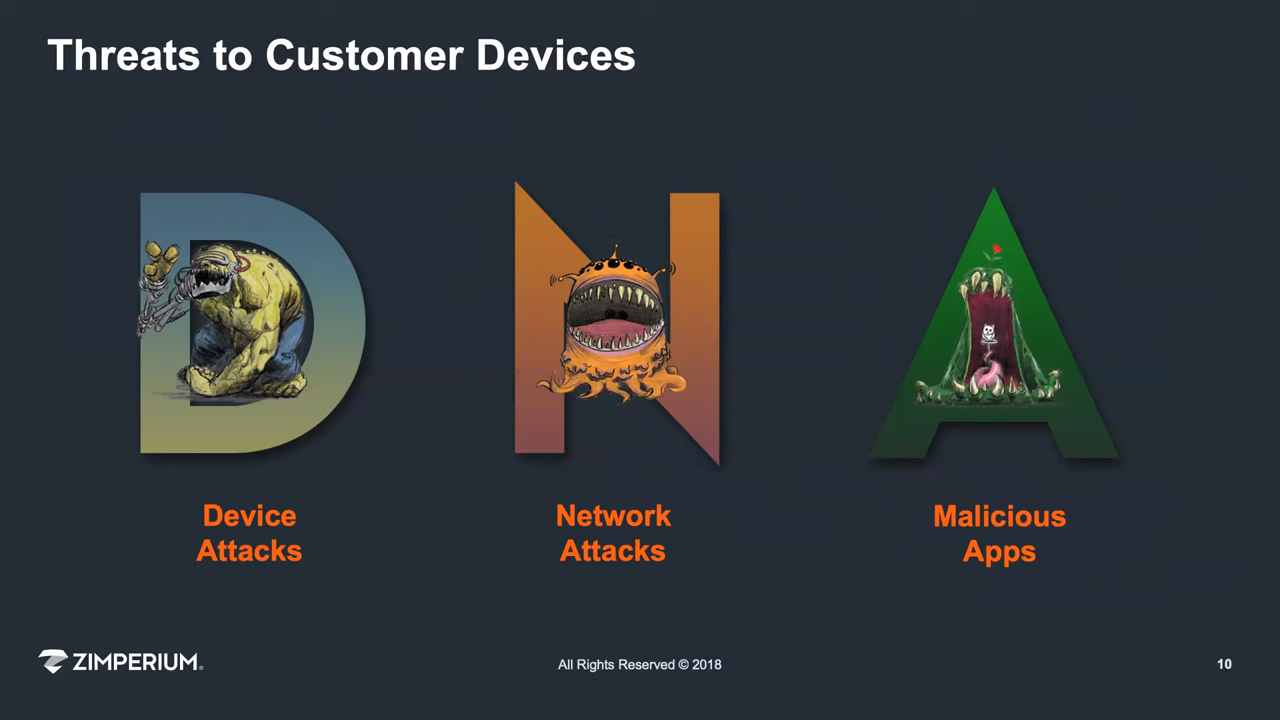 Threats to Customer Devices
D N A
Device
Attacks
Network
Attacks
Malicious
Apps
ZIMPERIUM®
All Rights Reserved © 2018
10